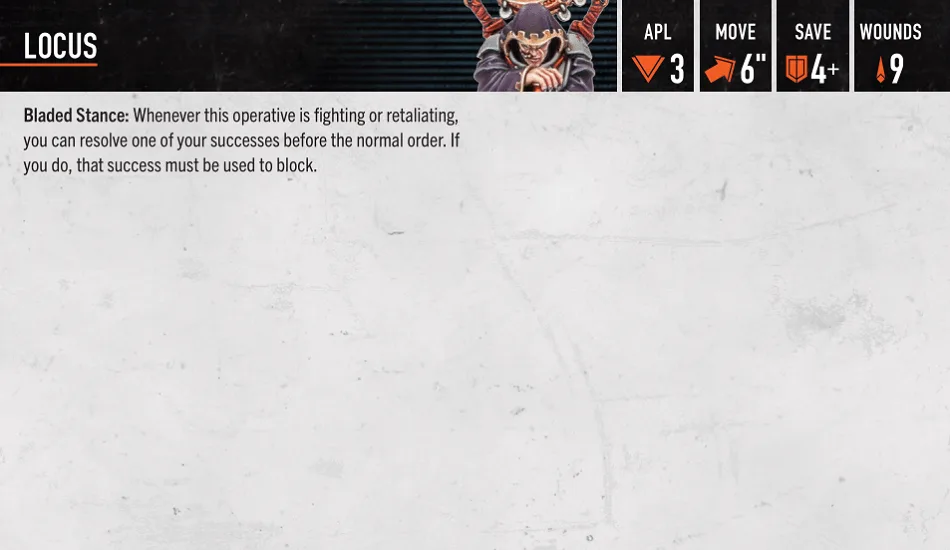 LOCUS
APL
3
MOVE
6"
SAVE
4+
WOUNDS
9
Bladed Stance: Whenever this operative is fighting or retaliating,
you can resolve one of your successes before the normal order. If
you do, that success must be used to block.